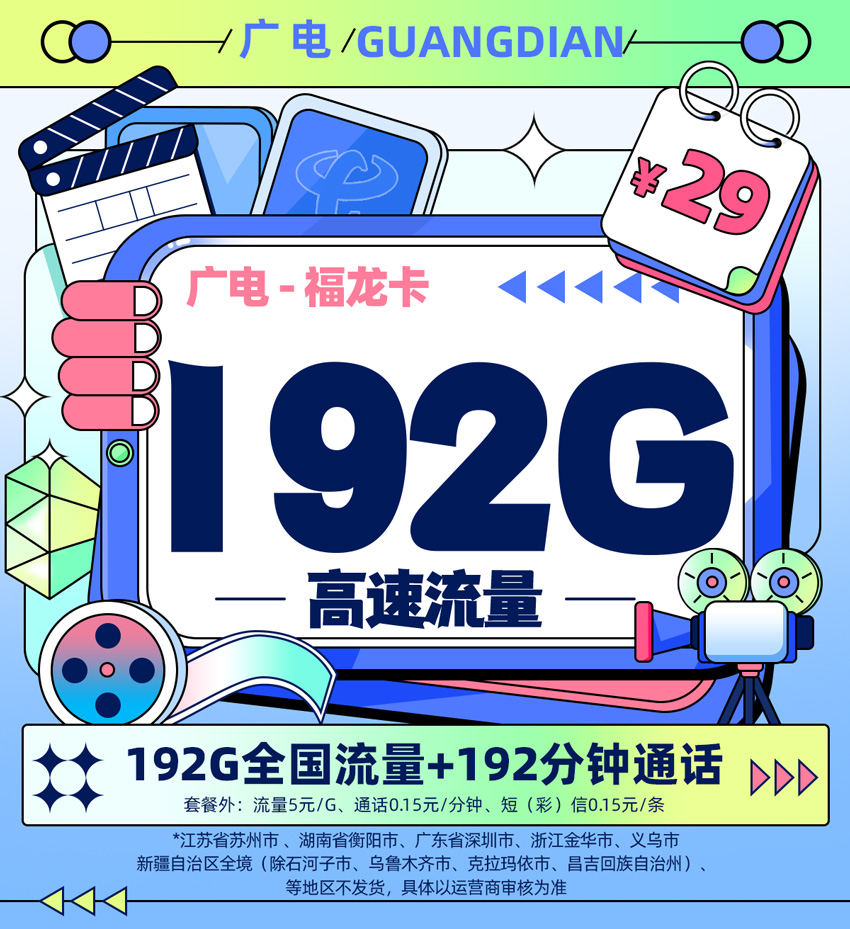 广电/GUANGDIAN
¥29
广电-福龙卡
192G
高速流量
192G全国流量+192分钟通话
套餐外：流量5元/G、通话0.15元/分钟、短（彩）信0.15元/条
*江苏省苏州市 、湖南省衡阳市、广东省深圳市、浙江金华市、义乌市
新疆自治区全境（除石河子市、乌鲁木齐市、克拉玛依市、昌吉回族自治州）、
等地区不发货，具体以运营商审核为准